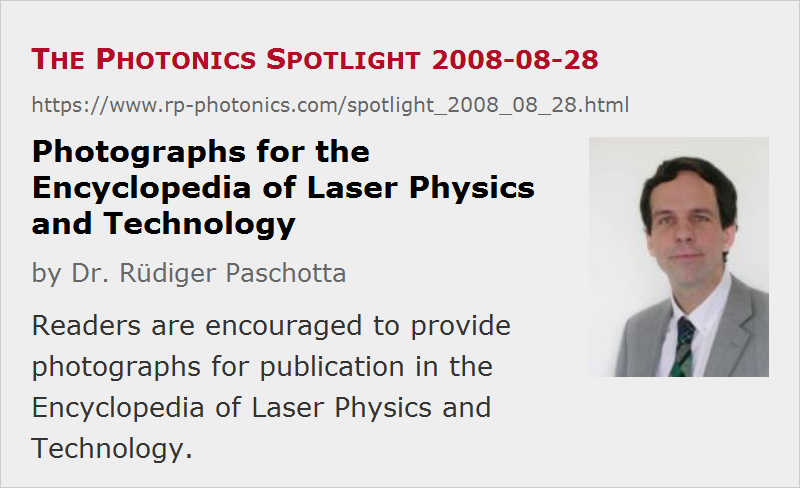 The Photonics Spotlight 2008-08-28
https://www.rp-photonics.com/spotlight_2008_08_28.html
Photographs for the
Encyclopedia of Laser Physics
and Technology
by Dr. Rüdiger Paschotta
Readers are encouraged to provide
photographs for publication in the
Encyclopedia of Laser Physics and
Technology.